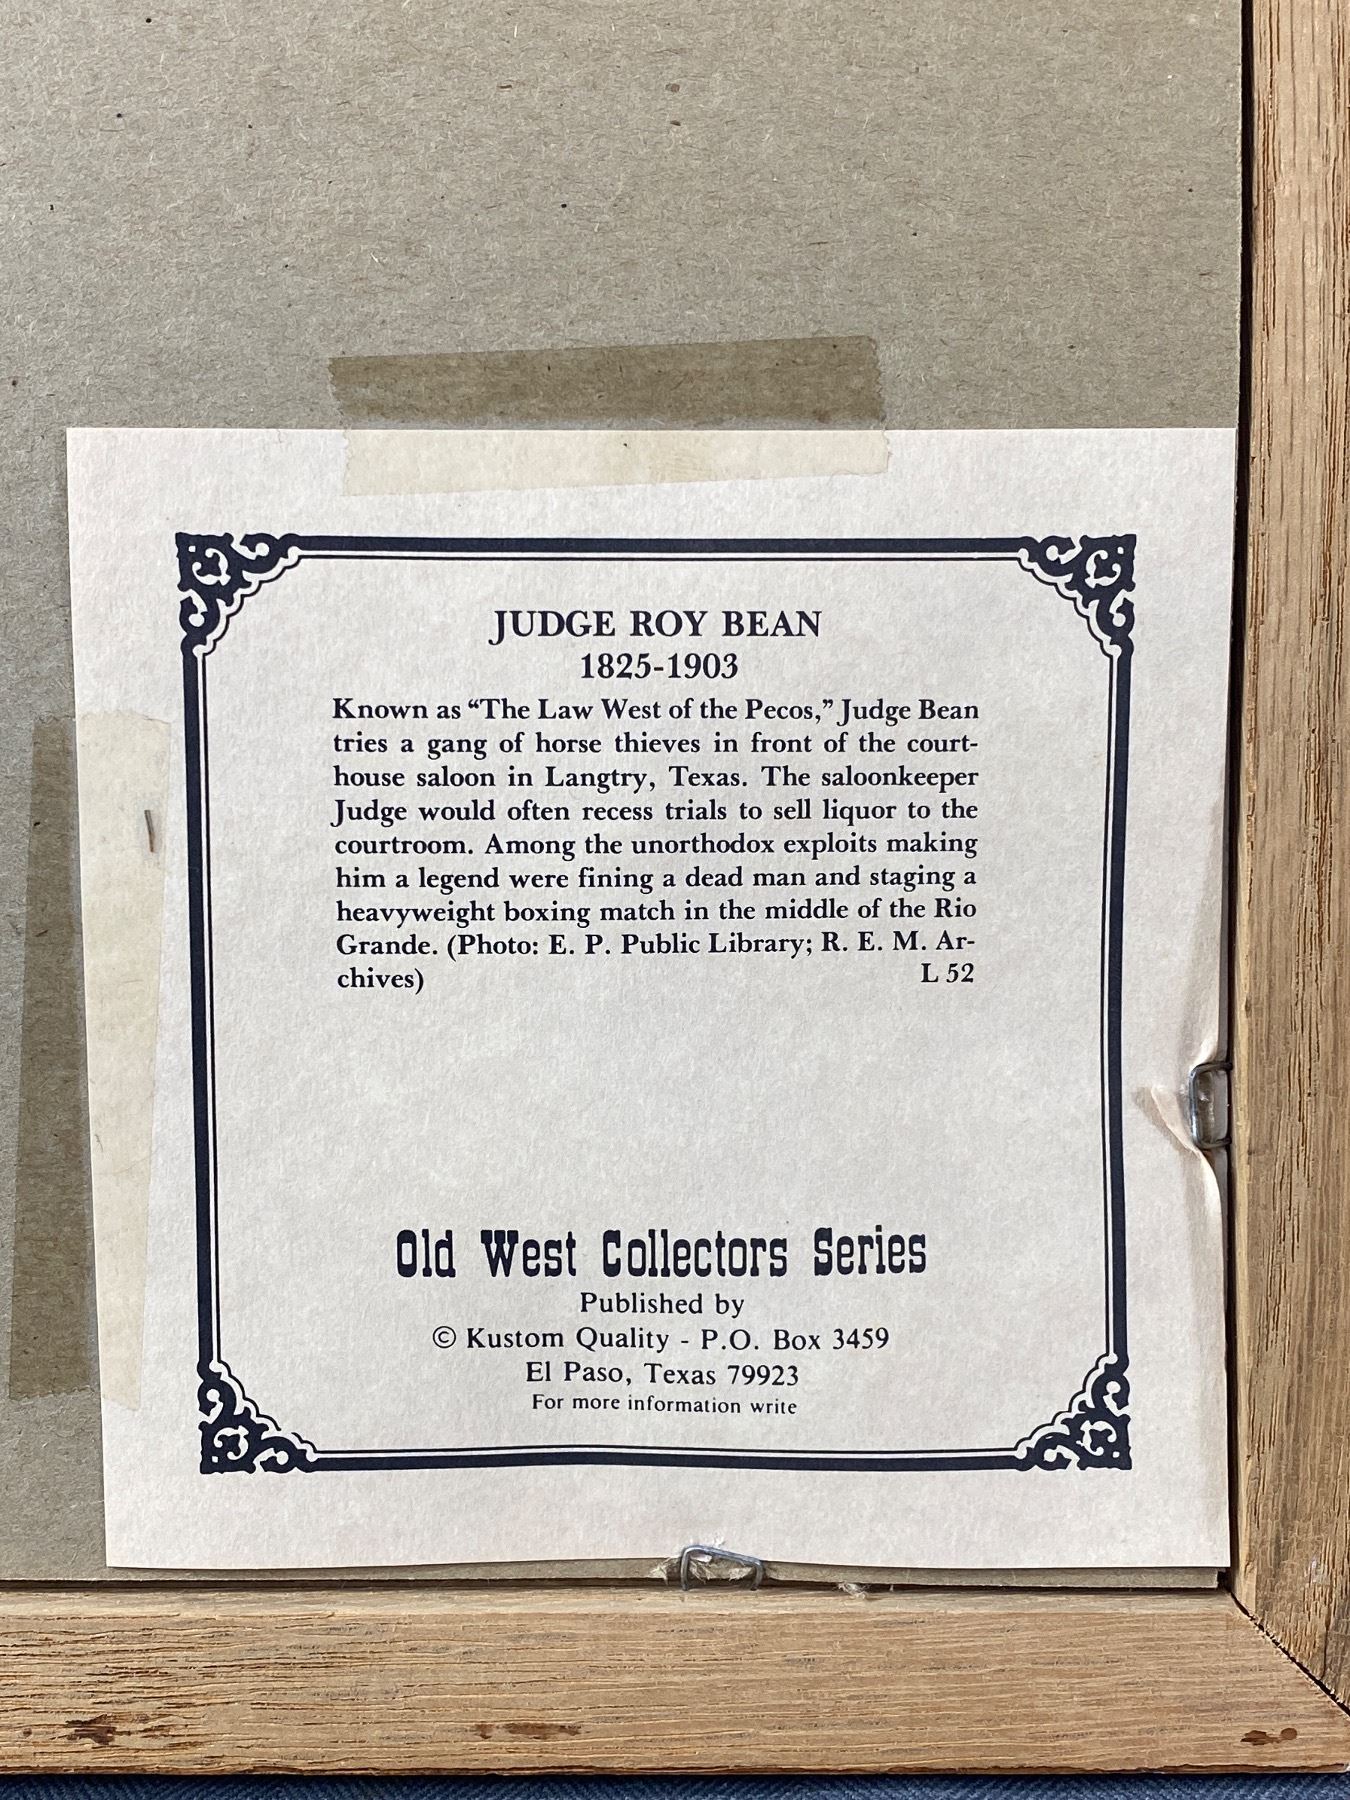 JUDGE ROY BEAN
1825-1903
Known as “The Law West of the Pecos,” Judge Bean
tries a gang of horse thieves in front of the court-
house saloon in Langtry, Texas. The saloonkeeper
Judge would often recess trials to sell liquor to the
courtroom. Among the unorthodox exploits making
him a legend were fining a dead man and staging a
heavyweight boxing match in the middle of the Rio
Grande. (Photo: E. P. Public Library; R. E. M. Ar-
chives) L 52
Old West Collectors Series
Published by
© Kustom Quality - P.O. Box 3459
El Paso, Texas 79923
For more information write